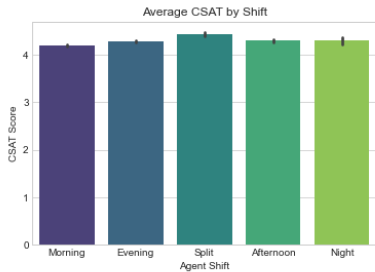 Average CSAT by Shift
4
3
2
1
0
CSAT Score
Morning Evening Split Afternoon Night
Agent Shift